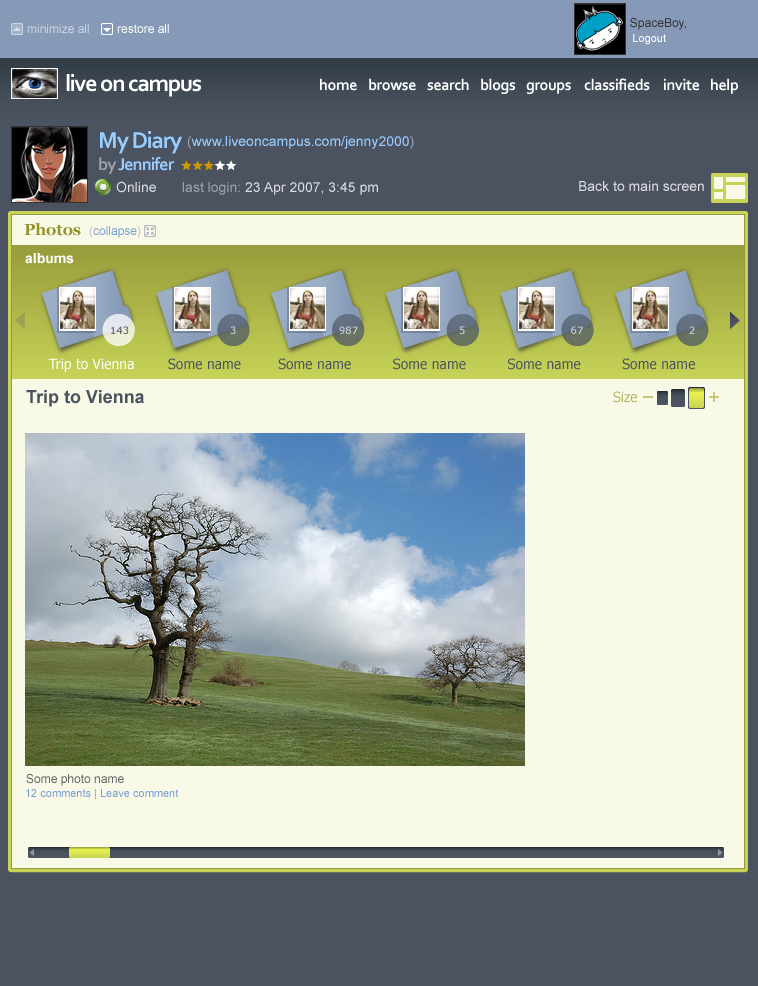 minimize all restore all
SpaceBoy,
Logout
live on campus
home browse search blogs groups classifieds invite help
My Diary (www.liveoncampus.com/jenny2000)
by Jennifer
Online last login: 23 Apr 2007, 3:45 pm
Back to main screen
Photos (collapse)
albums
143 3 987 5 67 2
Trip to Vienna Some name Some name Some name Some name Some name
Trip to Vienna
Size − +
Some photo name
12 comments | Leave comment